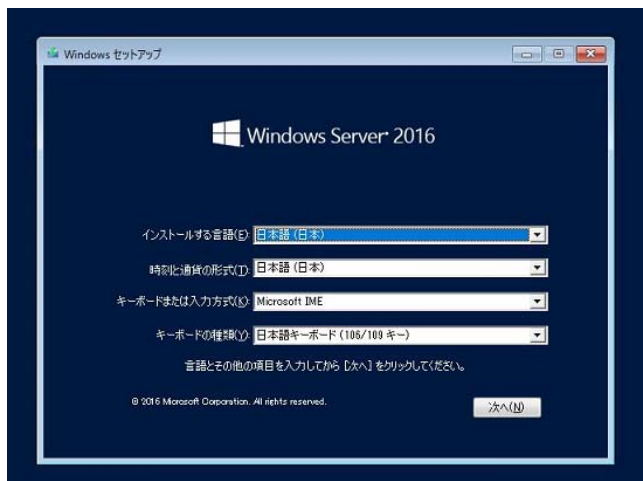 Windows セットアップ
Windows Server 2016
インストールする言語(E): 日本語 (日本)
時刻と通貨の形式(T): 日本語 (日本)
キーボードまたは入力方式(K): Microsoft IME
キーボードの種類(Y): 日本語キーボード (106/109 キー)
言語とその他の項目を入力してから [次へ] をクリックしてください。
© 2016 Microsoft Corporation. All rights reserved.
次へ(N)